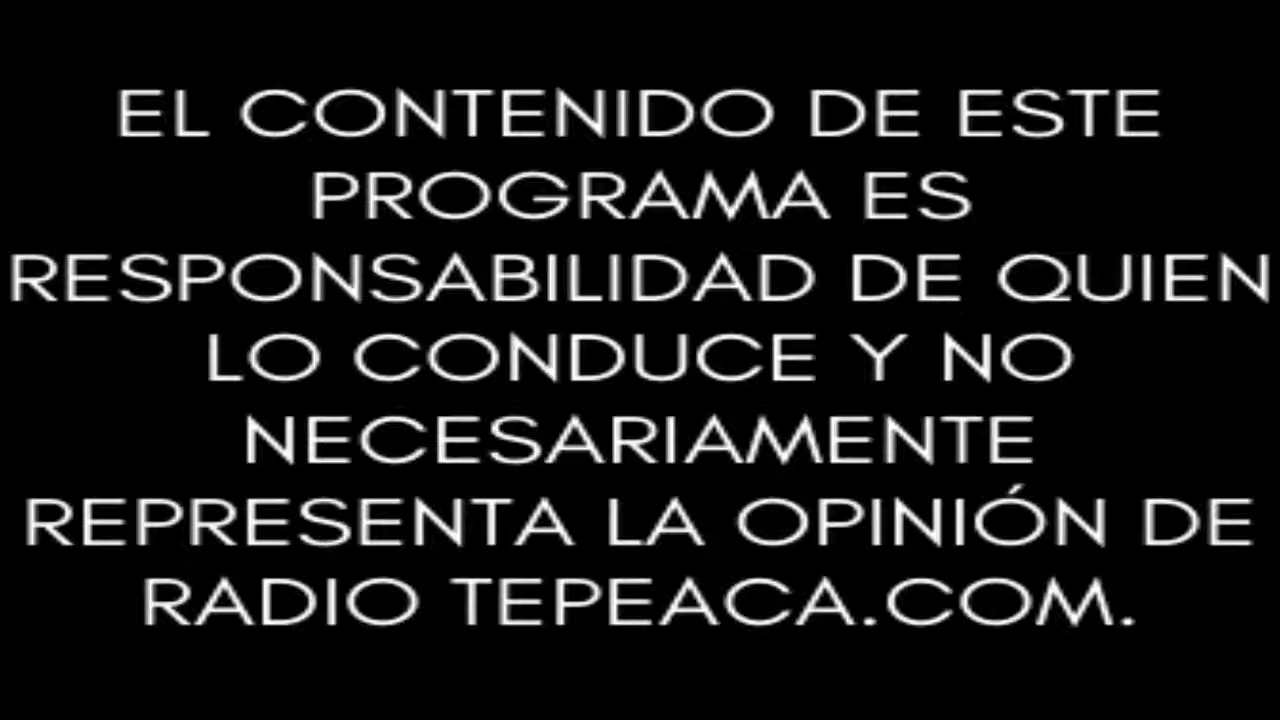 EL CONTENIDO DE ESTE
PROGRAMA ES
RESPONSABILIDAD DE QUIEN
LO CONDUCE Y NO
NECESARIAMENTE
REPRESENTA LA OPINIÓN DE
RADIO TEPEACA.COM.